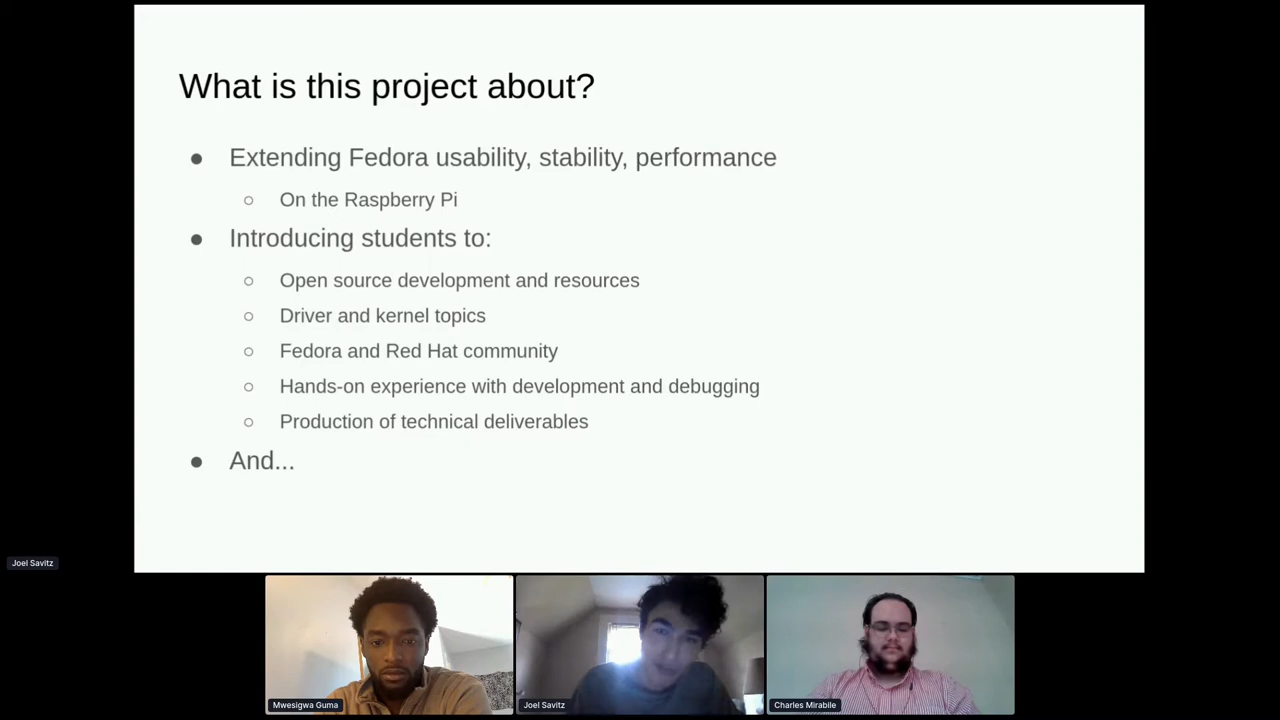 What is this project about?
● Extending Fedora usability, stability, performance
○ On the Raspberry Pi
● Introducing students to:
○ Open source development and resources
○ Driver and kernel topics
○ Fedora and Red Hat community
○ Hands-on experience with development and debugging
○ Production of technical deliverables
● And...
Joel Savitz
Mwesigwa Guma
Joel Savitz
Charles Mirabile